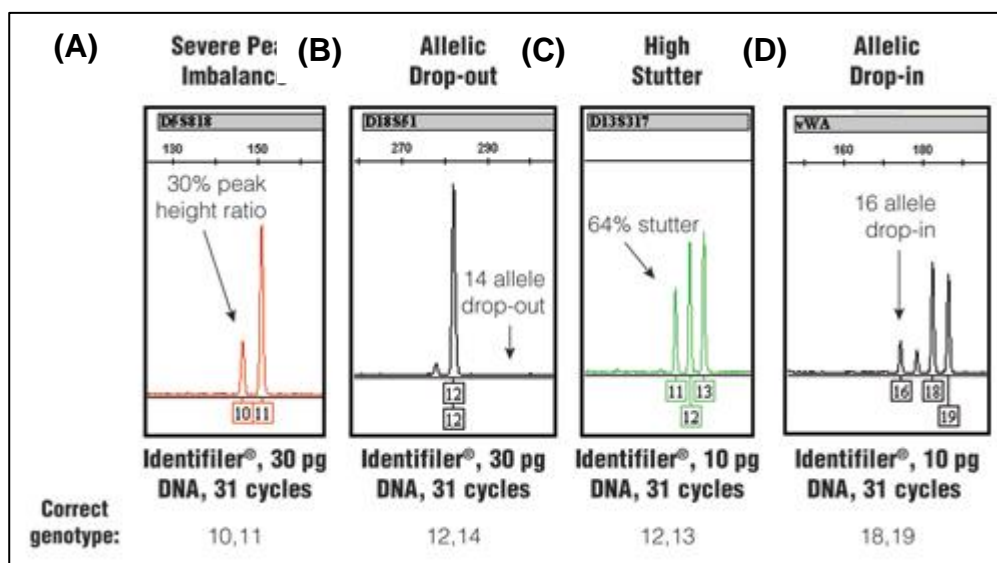 (A)
Severe Pea
Imbalanc
(B)
Allelic
Drop-out
(C)
High
Stutter
(D)
Allelic
Drop-in
D5S818
130 150
30% peak
height ratio
10 11
D18S51
270 290
14 allele
drop-out
12
12
D13S317
64% stutter
11 13
12
vWA
160 180
16 allele
drop-in
16 18
19
Identifiler®, 30 pg
DNA, 31 cycles
Identifiler®, 30 pg
DNA, 31 cycles
Identifiler®, 10 pg
DNA, 31 cycles
Identifiler®, 10 pg
DNA, 31 cycles
Correct
genotype:
10,11 12,14 12,13 18,19